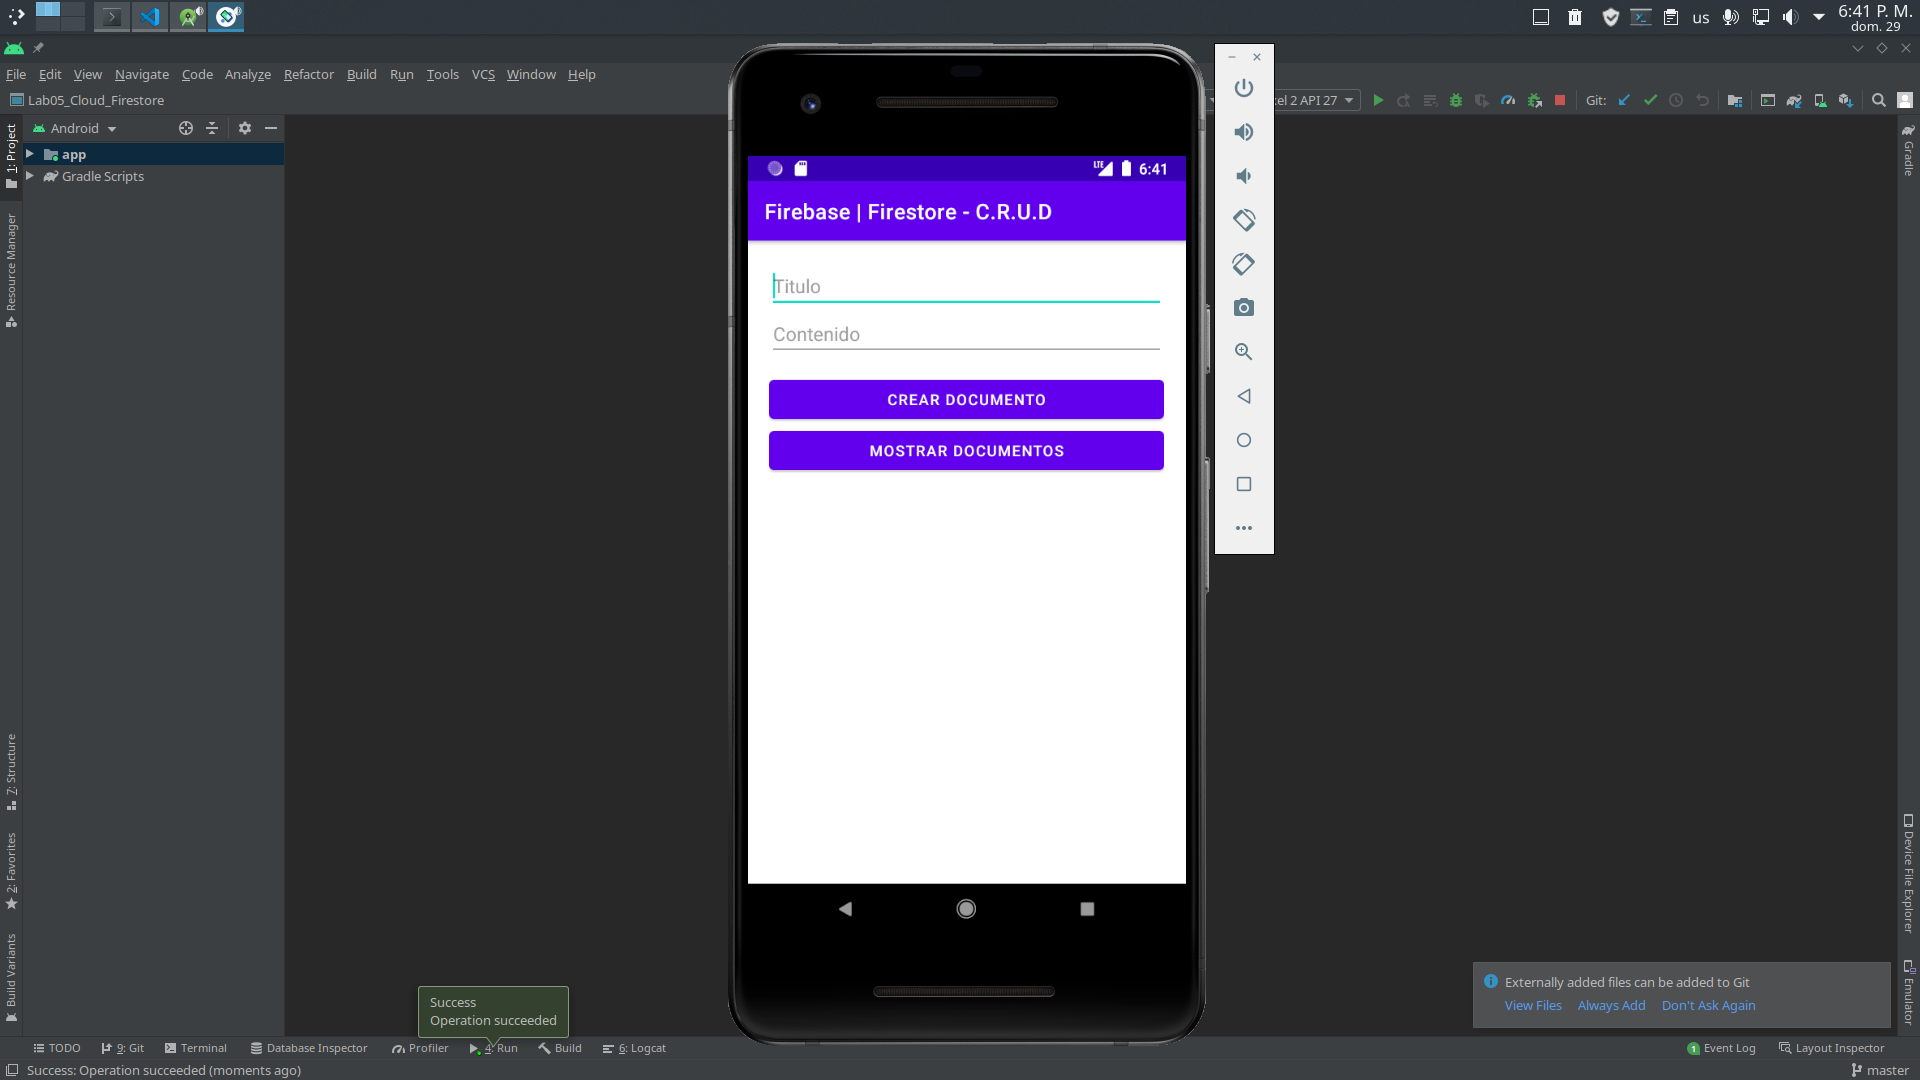 us
6:41 P. M.
dom. 29
File Edit View Navigate Code Analyze Refactor Build Run Tools VCS Window Help
Lab05_Cloud_Firestore
2 API 27
Git:
Android
app
Gradle Scripts
1: Project
Resource Manager
7: Structure
2: Favorites
Build Variants
LTE
6:41
Firebase | Firestore - C.R.U.D
Titulo
Contenido
CREAR DOCUMENTO
MOSTRAR DOCUMENTOS
Gradle
Device File Explorer
Emulator
Externally added files can be added to Git
View Files Always Add Don't Ask Again
Success
Operation succeeded
TODO 9: Git Terminal Database Inspector Profiler 4: Run Build 6: Logcat
1 Event Log Layout Inspector
Success: Operation succeeded (moments ago)
master